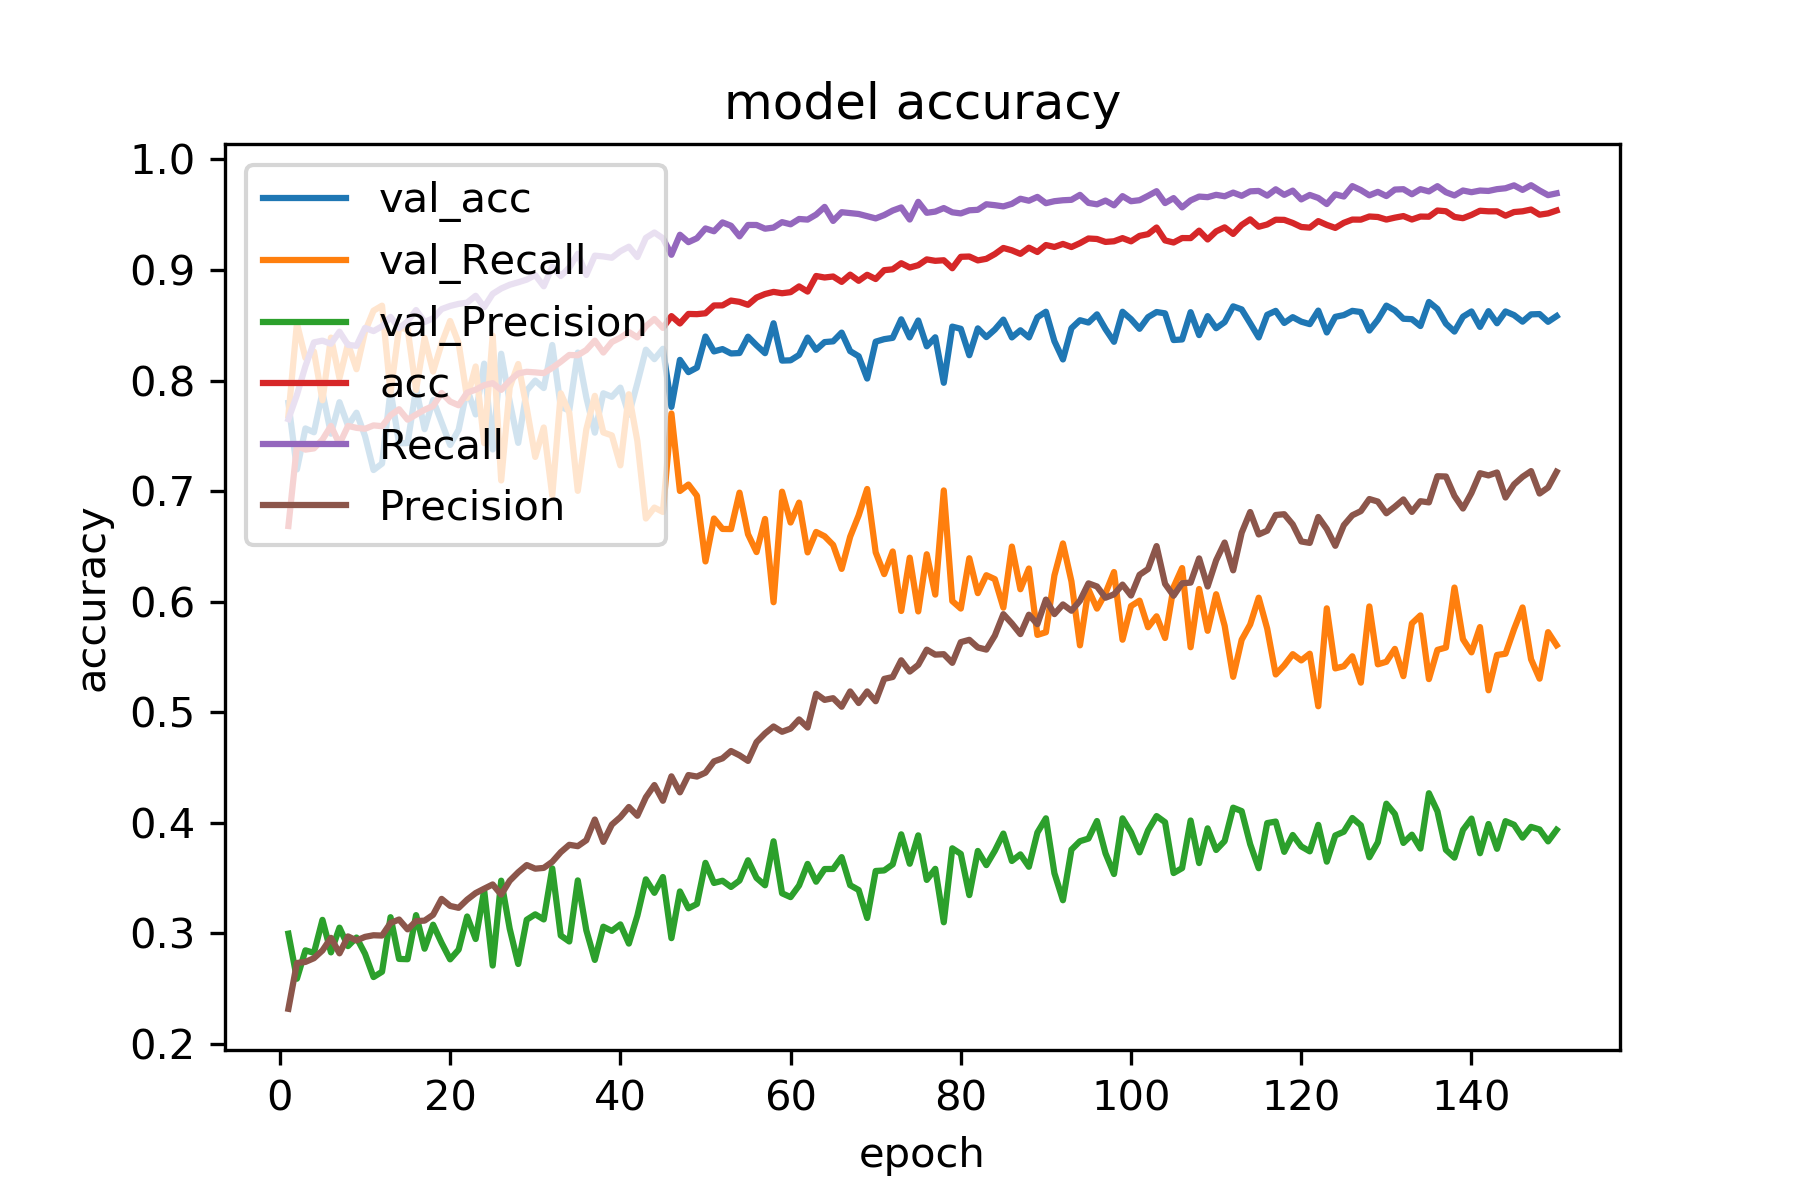 model accuracy
1.0
0.9
0.8
0.7
0.6
0.5
0.4
0.3
0.2
accuracy
val_acc
val_Recall
val_Precision
acc
Recall
Precision
0 20 40 60 80 100 120 140
epoch